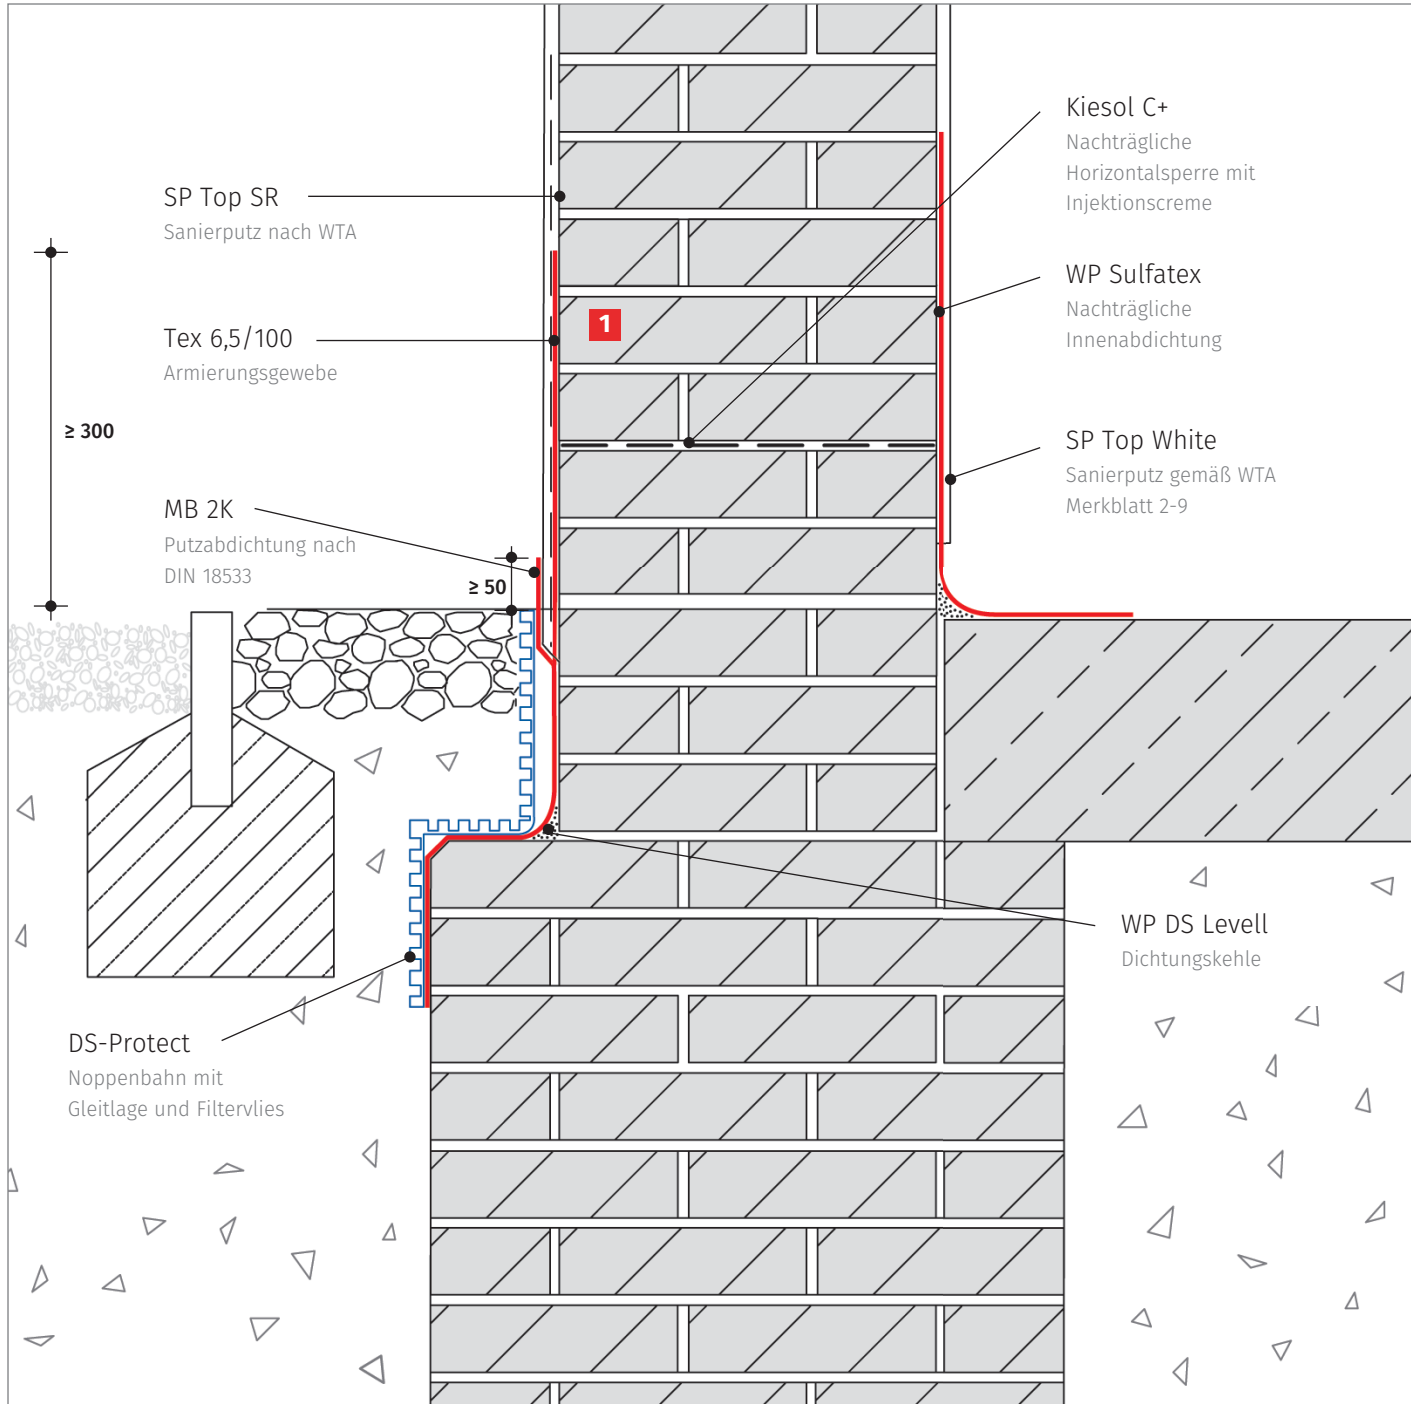 Kiesol C+
Nachträgliche
Horizontalsperre mit
Injektionscreme
SP Top SR
Sanierputz nach WTA
WP Sulfatex
Nachträgliche
Innenabdichtung
1
Tex 6,5/100
Armierungsgewebe
≥ 300
SP Top White
Sanierputz gemäß WTA
Merkblatt 2-9
MB 2K
Putzabdichtung nach
DIN 18533
≥ 50
WP DS Levell
Dichtungskehle
DS-Protect
Noppenbahn mit
Gleitlage und Filtervlies